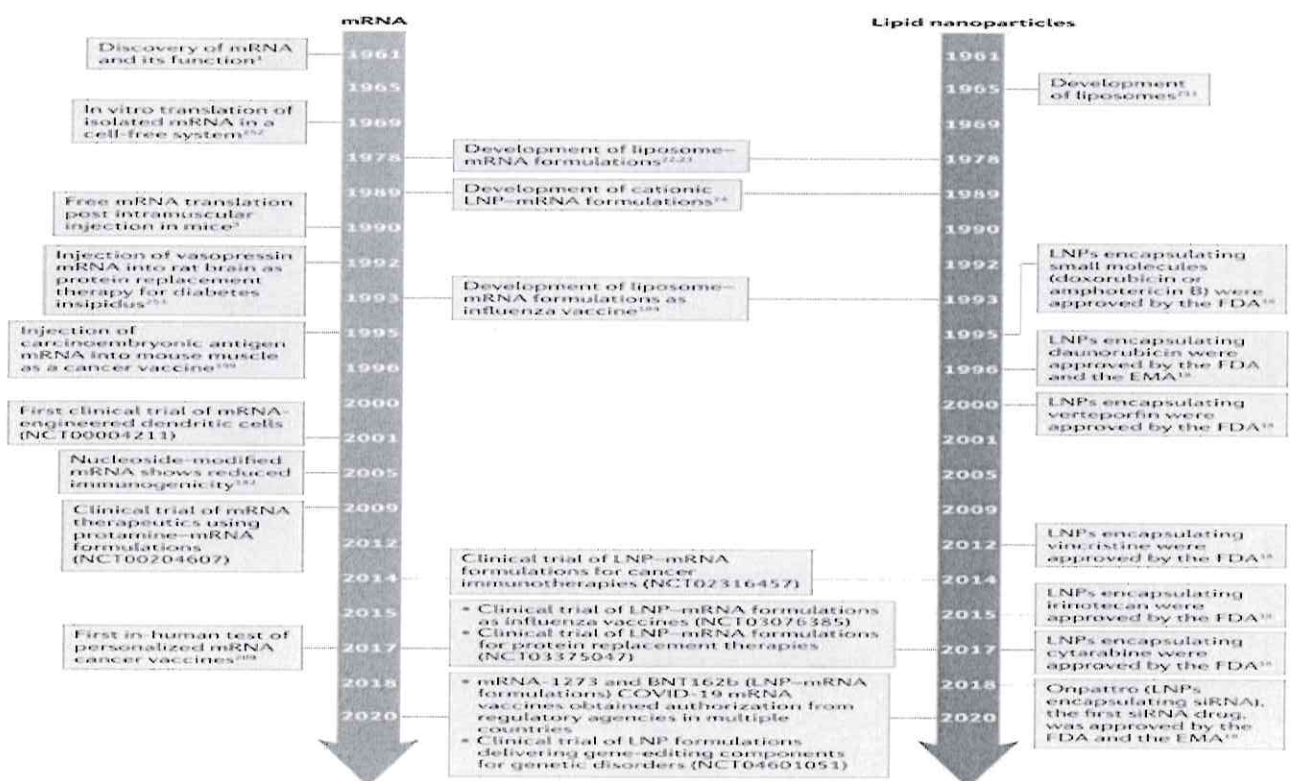 mRNA
Discovery of mRNA
and its function¹
In vitro translation of
isolated mRNA in a
cell-free system²⁵²
Free mRNA translation
post intramuscular
injection in mice³
Injection of vasopressin
mRNA into rat brain as
protein replacement
therapy for diabetes
insipidus
Injection of
carcinoembryonic antigen
mRNA into mouse muscle
as a cancer vaccine¹⁹⁹
First clinical trial of mRNA-
engineered dendritic cells
(NCT00004211)
Nucleoside-modified
mRNA shows reduced
immunogenicity
Clinical trial of mRNA
therapeutics using
protamine–mRNA
formulations
(NCT00204607)
First in-human test of
personalized mRNA
cancer vaccines²⁰⁹
1961
1965
1969
1978
1989
1990
1992
1993
1995
1996
2000
2001
2005
2009
2012
2014
2015
2017
2018
2020
Development of liposome–
mRNA formulations
Development of cationic
LNP–mRNA formulations
Development of liposome–
mRNA formulations as
influenza vaccine
Clinical trial of LNP–mRNA
formulations for cancer
immunotherapies (NCT02316457)
• Clinical trial of LNP–mRNA formulations
as influenza vaccines (NCT03076385)
• Clinical trial of LNP–mRNA formulations
for protein replacement therapies
(NCT03375047)
• mRNA-1273 and BNT162b (LNP–mRNA
formulations) COVID-19 mRNA
vaccines obtained authorization from
regulatory agencies in multiple
countries
• Clinical trial of LNP formulations
delivering gene-editing components
for genetic disorders (NCT04601051)
Lipid nanoparticles
1961
1965
1969
1978
1989
1990
1992
1993
1995
1996
2000
2001
2005
2009
2012
2014
2015
2017
2018
2020
Development
of liposomes
LNPs encapsulating
small molecules
(doxorubicin or
amphotericin B) were
approved by the FDA
LNPs encapsulating
daunorubicin were
approved by the FDA
and the EMA
LNPs encapsulating
verteporfin were
approved by the FDA
LNPs encapsulating
vincristine were
approved by the FDA
LNPs encapsulating
irinotecan were
approved by the FDA
LNPs encapsulating
cytarabine were
approved by the FDA
Onpattro (LNPs
encapsulating siRNA),
the first siRNA drug,
was approved by the
FDA and the EMA